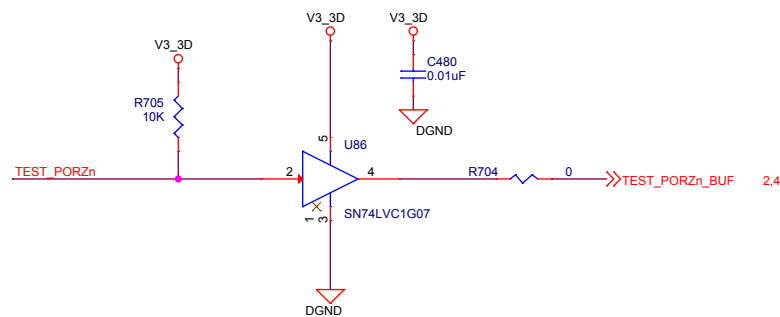 V3_3D
V3_3D
V3_3D
C480
0.01uF
R705
10K
DGND
5
U86
TEST_PORZn
2
4
R704
0
TEST_PORZn_BUF
2,4
1
3
SN74LVC1G07
DGND